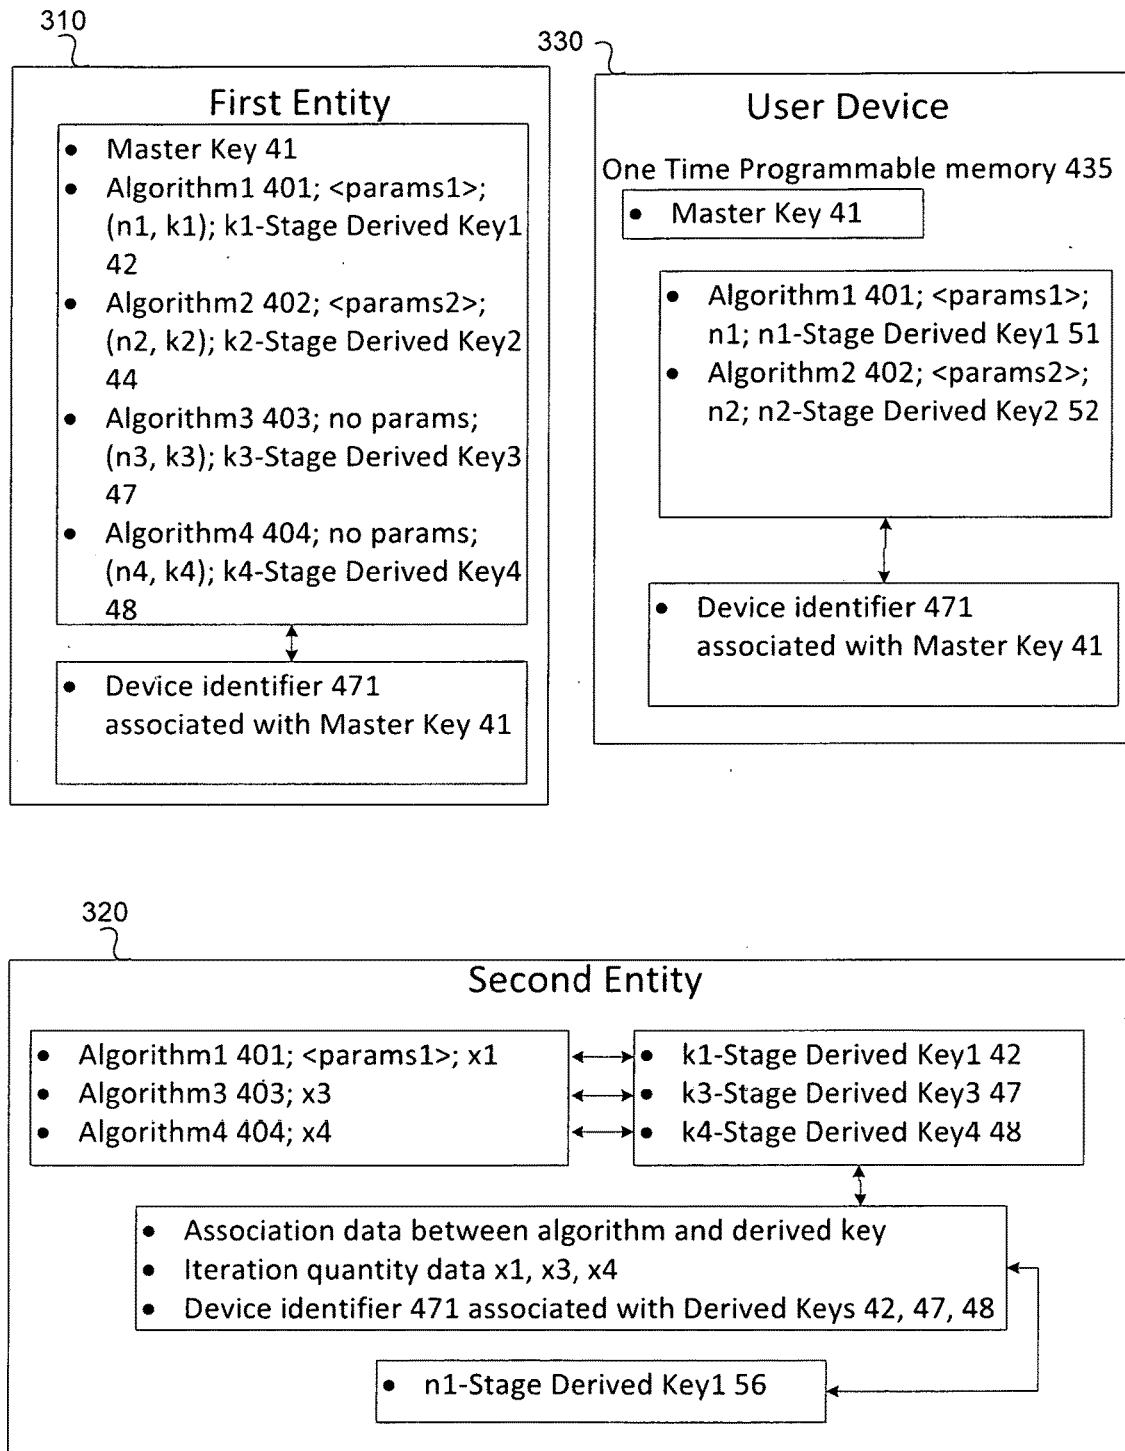 310
First Entity
• Master Key 41
• Algorithm1 401; <params1>;
(n1, k1); k1-Stage Derived Key1
42
• Algorithm2 402; <params2>;
(n2, k2); k2-Stage Derived Key2
44
• Algorithm3 403; no params;
(n3, k3); k3-Stage Derived Key3
47
• Algorithm4 404; no params;
(n4, k4); k4-Stage Derived Key4
48
• Device identifier 471
associated with Master Key 41
330
User Device
One Time Programmable memory 435
• Master Key 41
• Algorithm1 401; <params1>;
n1; n1-Stage Derived Key1 51
• Algorithm2 402; <params2>;
n2; n2-Stage Derived Key2 52
• Device identifier 471
associated with Master Key 41
320
Second Entity
• Algorithm1 401; <params1>; x1
• Algorithm3 403; x3
• Algorithm4 404; x4
• k1-Stage Derived Key1 42
• k3-Stage Derived Key3 47
• k4-Stage Derived Key4 48
• Association data between algorithm and derived key
• Iteration quantity data x1, x3, x4
• Device identifier 471 associated with Derived Keys 42, 47, 48
• n1-Stage Derived Key1 56